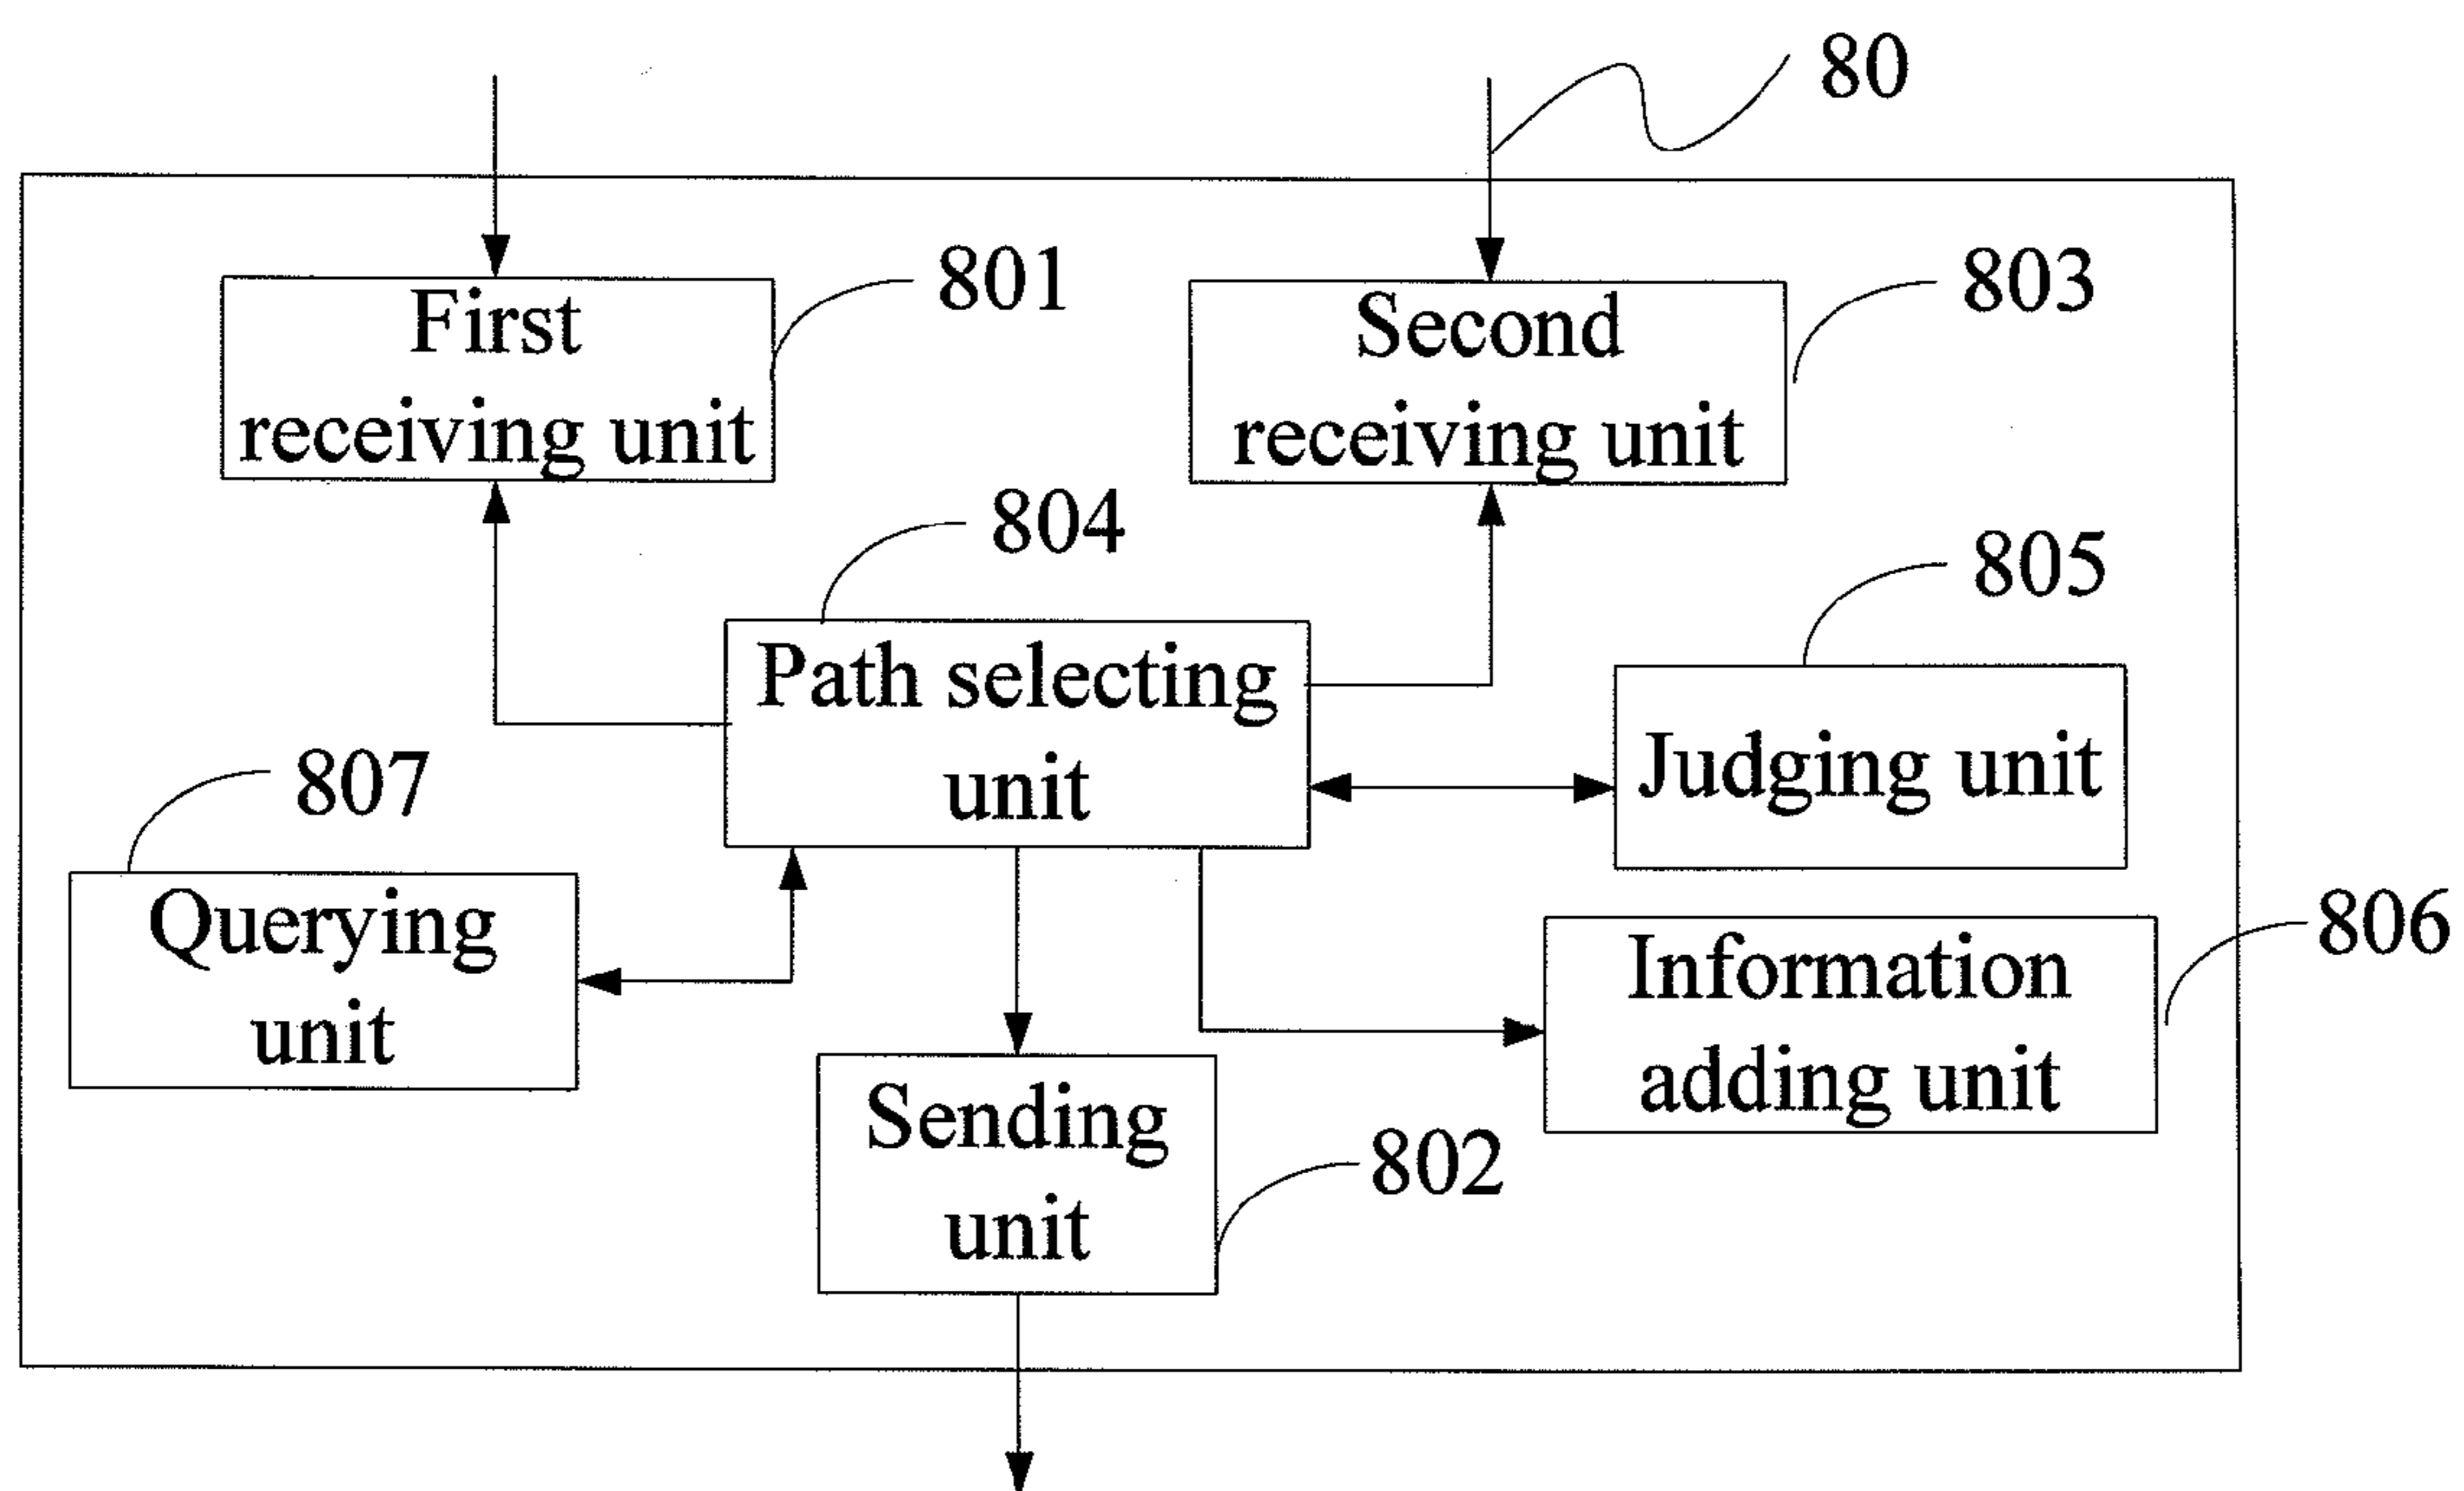 80
First
receiving unit
801
Second
receiving unit
803
804
Path selecting
unit
805
Judging unit
807
Querying
unit
806
Information
adding unit
Sending
unit
802